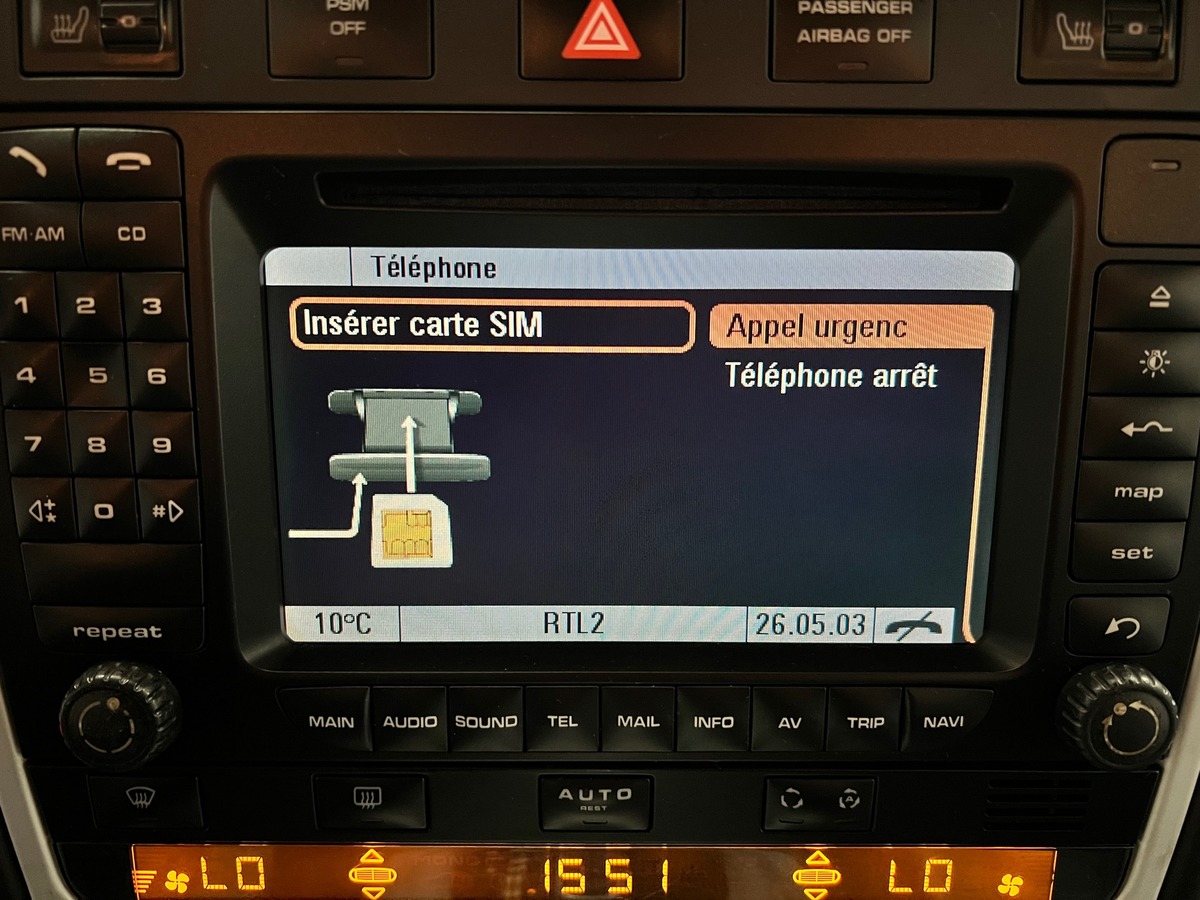 PSM
OFF
PASSENGER
AIRBAG OFF
FM·AM
CD
1 2 3
4 5 6
7 8 9
* 0 #
repeat
Téléphone
Insérer carte SIM
Appel urgenc
Téléphone arrêt
10°C
RTL2
26.05.03
map
set
MAIN AUDIO SOUND TEL MAIL INFO AV TRIP NAVI
AUTO
REST
A
LO
1551
LO